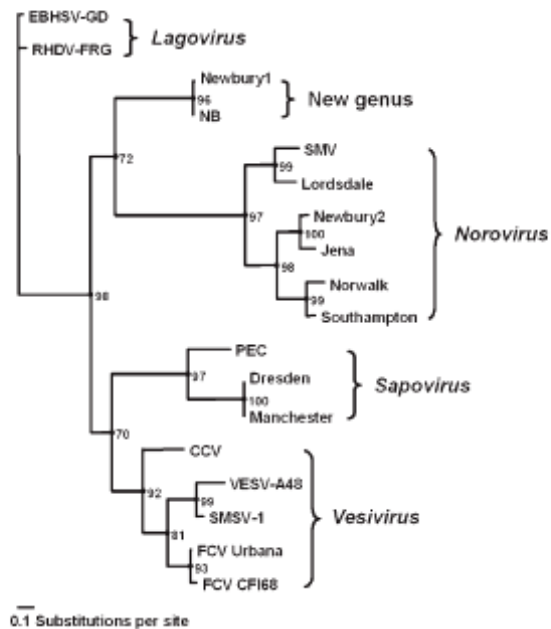 EBHSV-GD
RHDV-FRG
Lagovirus
Newbury1
96
NB
New genus
72
SMV
99
Lordsdale
97
Newbury2
100
Jena
98
Norwalk
99
Southampton
Norovirus
98
PEC
97
Dresden
100
Manchester
Sapovirus
70
CCV
92
VESV-A48
99
SMSV-1
81
FCV Urbana
93
FCV CFI68
Vesivirus
0.1 Substitutions per site